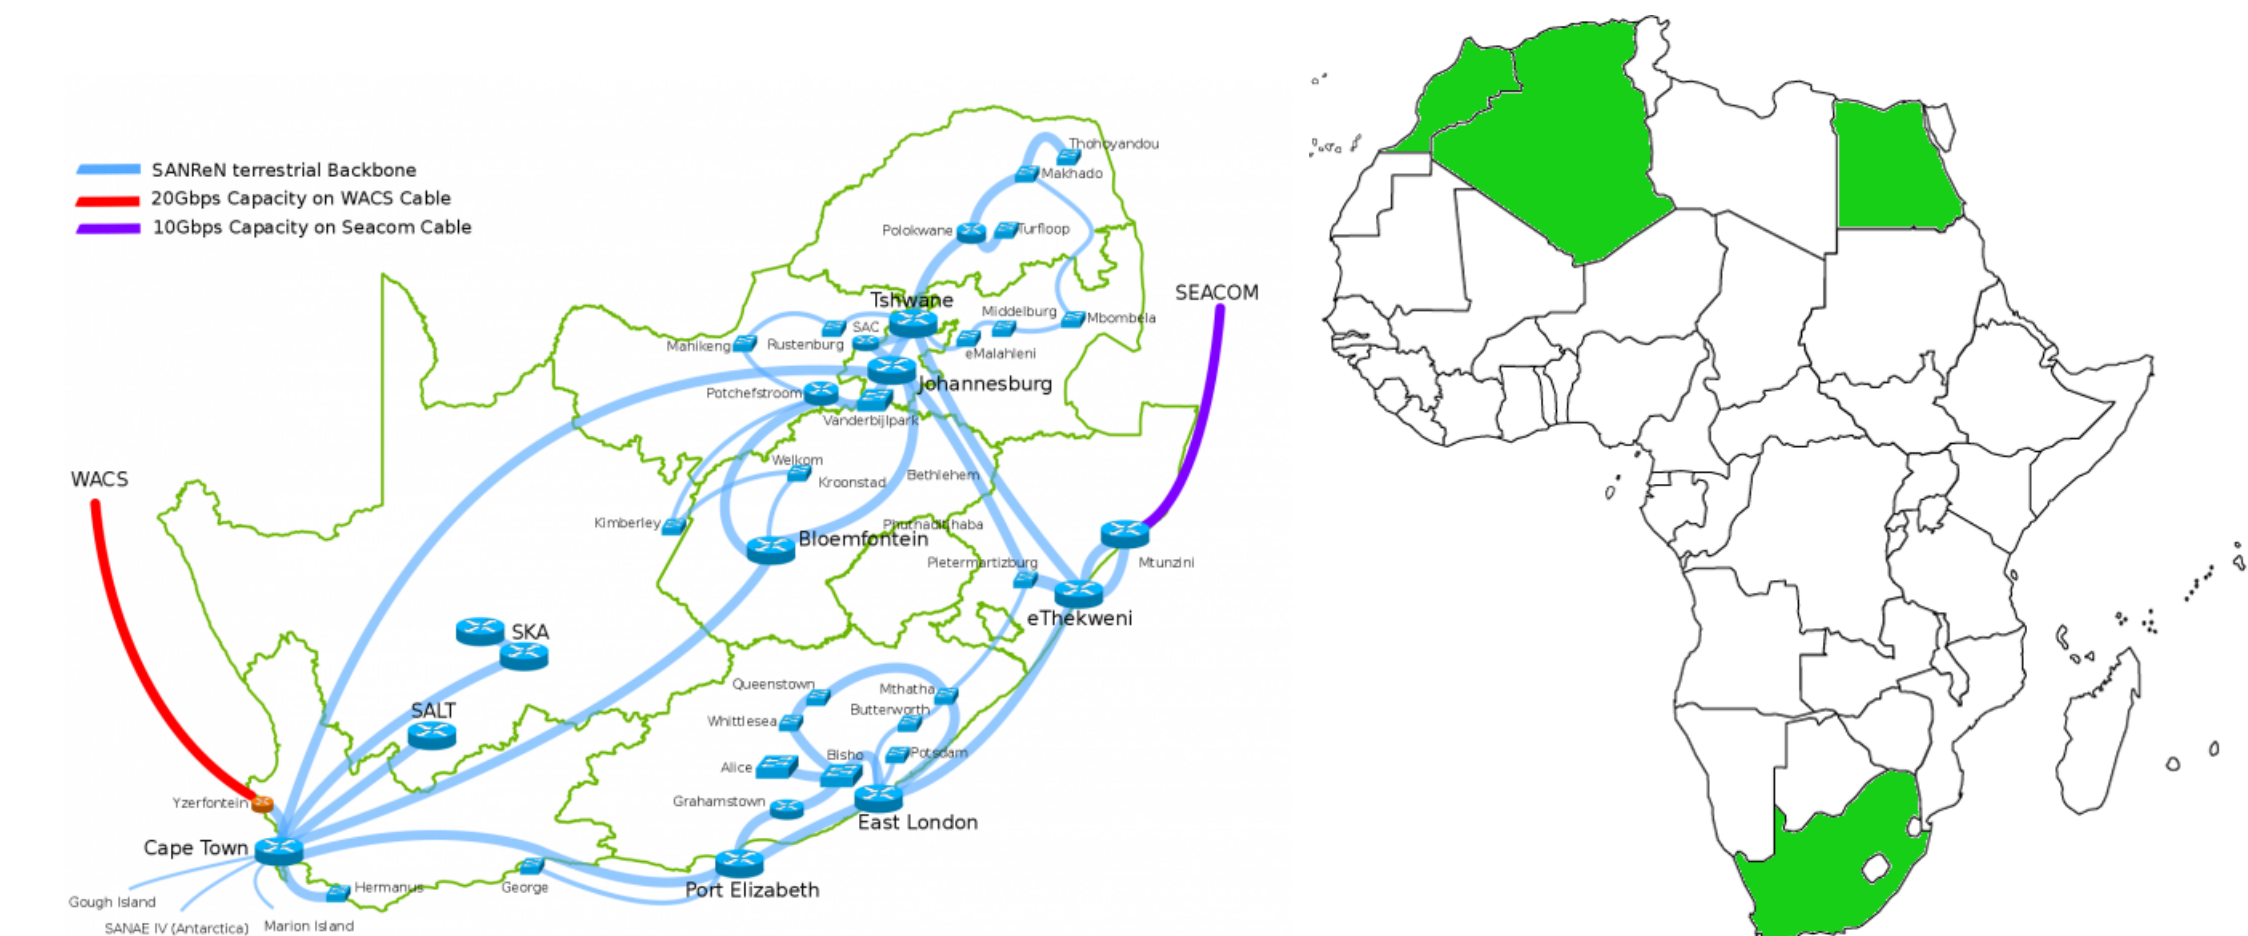 SANReN terrestrial Backbone
20Gbps Capacity on WACS Cable
10Gbps Capacity on Seacom Cable
Thohoyandou
Makhado
Polokwane
Turfloop
SEACOM
Tshwane
Middelburg
Mbombela
SAC
Mahikeng
Rustenburg
eMalahleni
Johannesburg
Potchefstroom
Vanderbijlpark
Welkom
Bethlehem
WACS
Kroonstad
Kimberley
Phuthaditjhaba
Bloemfontein
Pietermartizburg
Mtunzini
eThekweni
SKA
Queenstown
Mthatha
SALT
Butterworth
Whittlesea
Bisho
Potsdam
Alice
Yzerfontein
Grahamstown
East London
Cape Town
Hermanus
George
Port Elizabeth
Gough Island
SANAE IV (Antarctica)
Marion Island